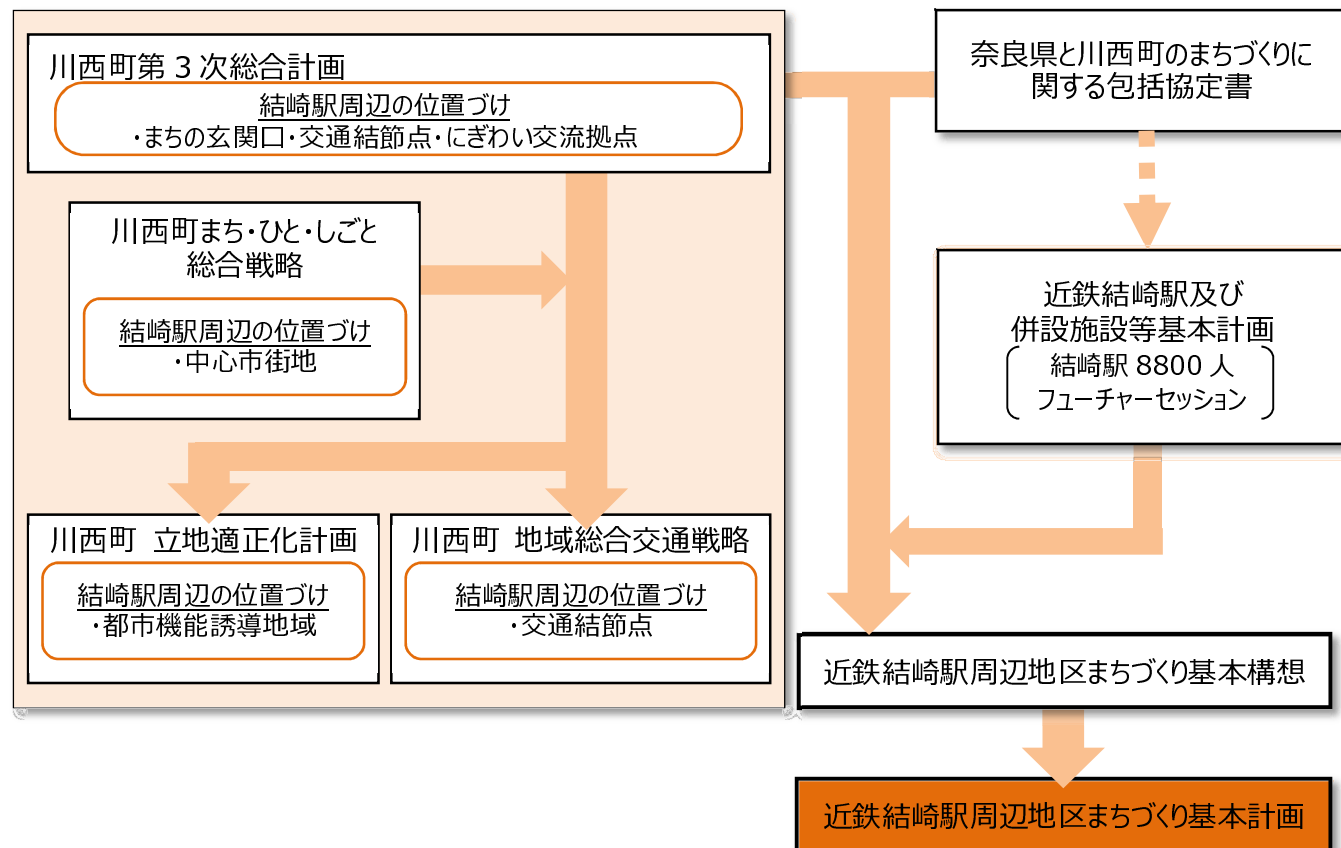 川西町第3次総合計画
結崎駅周辺の位置づけ
・まちの玄関口・交通結節点・にぎわい交流拠点
川西町まち・ひと・しごと
総合戦略
結崎駅周辺の位置づけ
・中心市街地
川西町 立地適正化計画
結崎駅周辺の位置づけ
・都市機能誘導地域
川西町 地域総合交通戦略
結崎駅周辺の位置づけ
・交通結節点
奈良県と川西町のまちづくりに
関する包括協定書
近鉄結崎駅及び
併設施設等基本計画
結崎駅 8800 人
フューチャーセッション
近鉄結崎駅周辺地区まちづくり基本構想
近鉄結崎駅周辺地区まちづくり基本計画